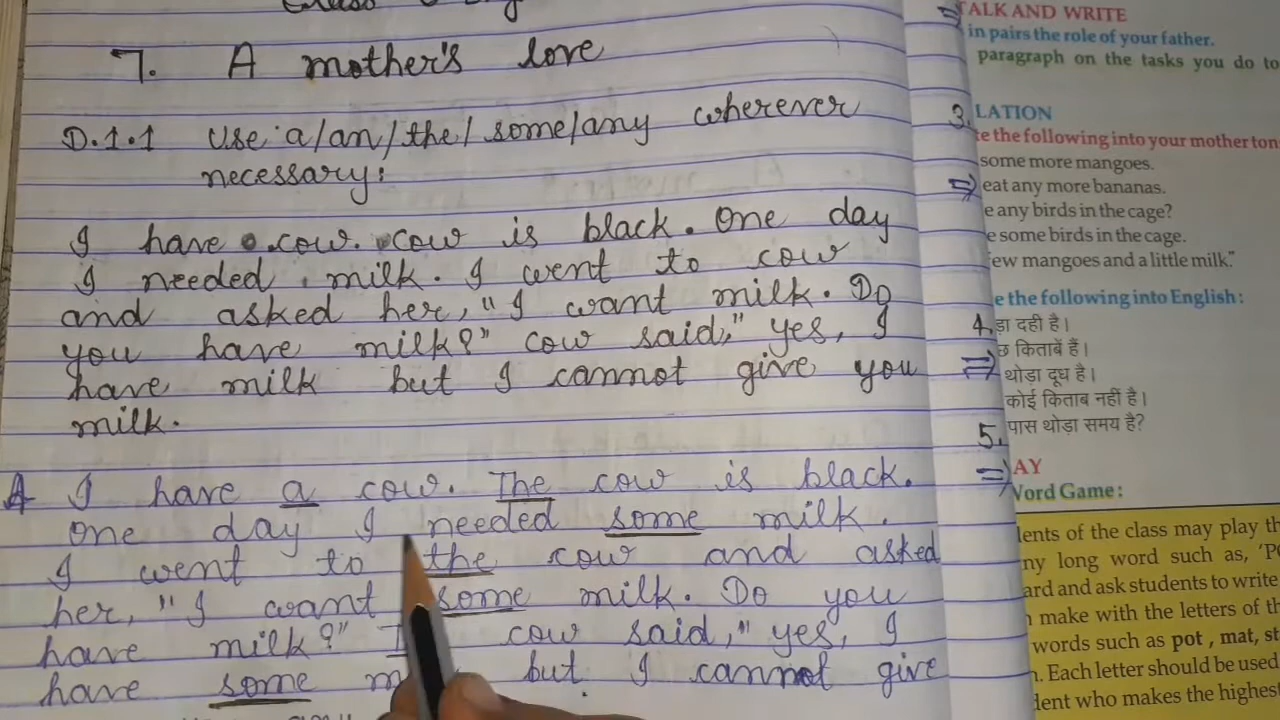 7. A mother's love
D.1.1 Use a/an/the/some/any wherever
necessary:
I have cow. cow is black. One day
I needed milk. I went to cow
and asked her, "I want milk. Do
you have milk?" cow said," yes, I
have milk but I cannot give you
milk.
A I have a cow. The cow is black.
one day I needed some milk.
I went to the cow and asked
her, "I want some milk. Do you
have milk?" cow said," yes, I
have some but I cannot give
TALK AND WRITE
in pairs the role of your father.
paragraph on the tasks you do to
3. LATION
te the following into your mother ton
some more mangoes.
⇒ eat any more bananas.
e any birds in the cage?
e some birds in the cage.
ew mangoes and a little milk."
e the following into English:
4. ड़ा दही है।
छ किताबें हैं।
⇒ थोड़ा दूध है।
कोई किताब नहीं है।
5. पास थोड़ा समय है?
⇒ AY
Word Game:
lents of the class may play th
ny long word such as, 'Po
ard and ask students to write
make with the letters of th
words such as pot , mat, st
. Each letter should be used
dent who makes the highest